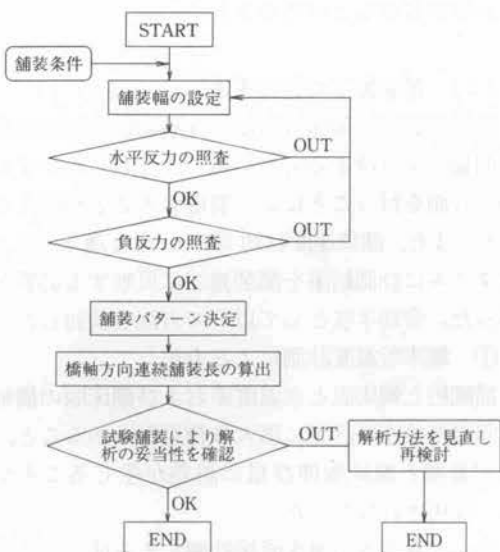 START
舗装条件
舗装幅の設定
水平反力の照査
OUT
OK
負反力の照査
OUT
OK
舗装パターン決定
橋軸方向連続舗装長の算出
試験舗装により解
析の妥当性を確認
OUT
解析方法を見直し
再検討
OK
END
END